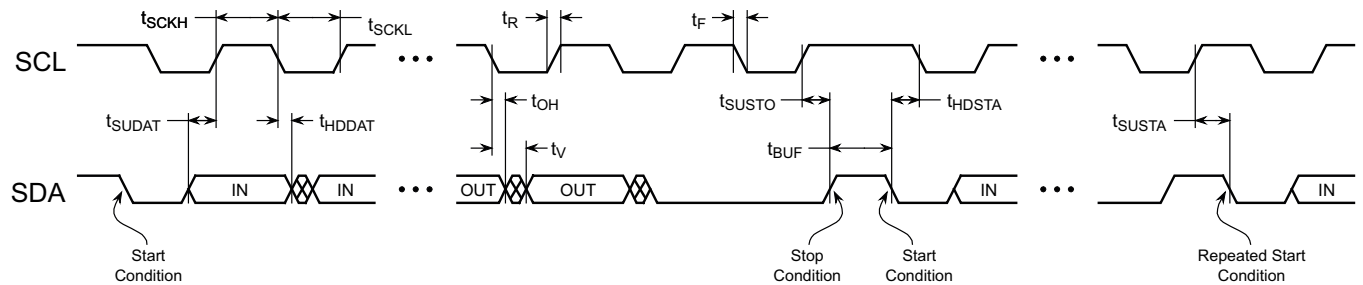 tSCKH
tSCKL
tR
tF
SCL
tSUDAT
tHDDAT
tOH
tV
tSUSTO
tHDSTA
tBUF
tSUSTA
SDA
IN
IN
OUT
OUT
IN
IN
Start
Condition
Stop
Condition
Start
Condition
Repeated Start
Condition